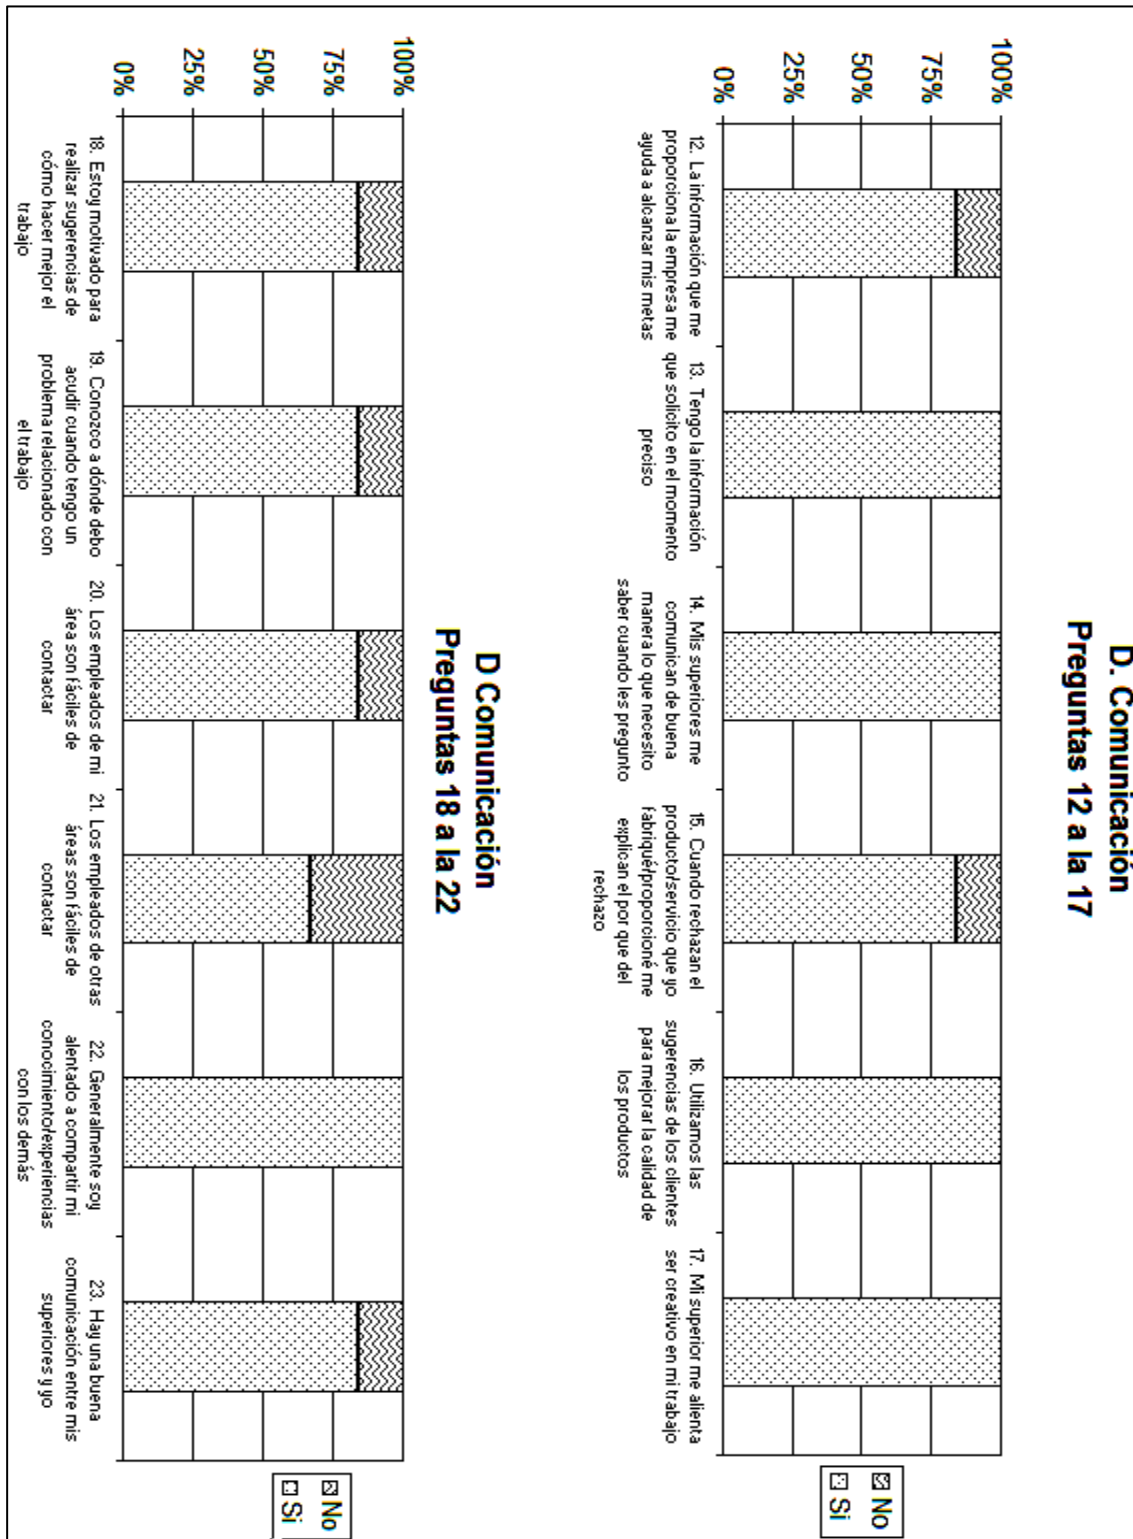 D. Comunicación
Preguntas 12 a la 17
100%
75%
50%
25%
0%
12. La información que me
proporciona la empresa me
ayuda a alcanzar mis metas
13. Tengo la información
que solicito en el momento
preciso
14. Mis superiores me
comunican de buena
manera lo que necesito
saber cuando les pregunto
15. Cuando rechazan el
producto/servicio que yo
fabriqué/proporcioné me
explican el por que del
rechazo
16. Utilizamos las
sugerencias de los clientes
para mejorar la calidad de
los productos
17. Mi superior me alienta
ser creativo en mi trabajo
No
Si
D Comunicación
Preguntas 18 a la 22
100%
75%
50%
25%
0%
18. Estoy motivado para
realizar sugerencias de
cómo hacer mejor el
trabajo
19. Conozco a dónde debo
acudir cuando tengo un
problema relacionado con
el trabajo
20. Los empleados de mi
área son fáciles de
contactar
21. Los empleados de otras
áreas son fáciles de
contactar
22. Generalmente soy
alentado a compartir mi
conocimiento/experiencias
con los demás
23. Hay una buena
comunicación entre mis
superiores y yo
No
Si